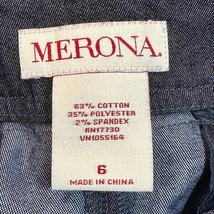 MERONA.
63% COTTON
35% POLYESTER
2% SPANDEX
RN17730
VN1055164
6
MADE IN CHINA